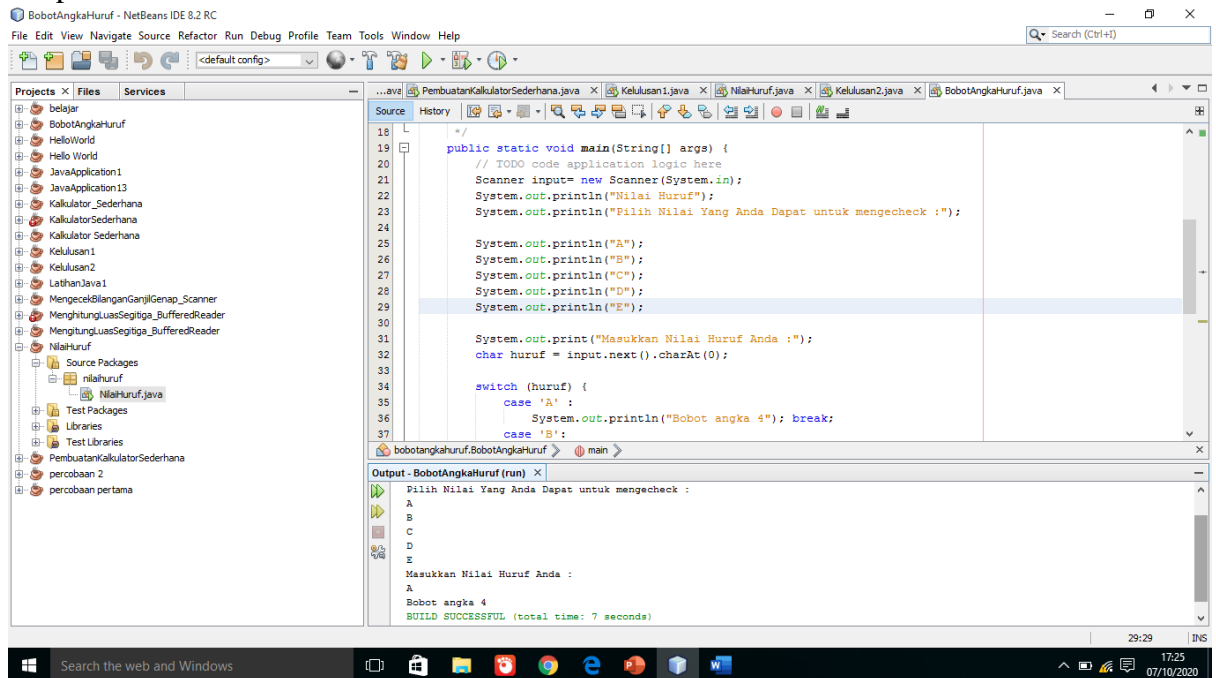 BobotAngkaHuruf - NetBeans IDE 8.2 RC
File Edit View Navigate Source Refactor Run Debug Profile Team Tools Window Help
Search (Ctrl+I)
<default config>
Projects Files Services
belajar
BobotAngkaHuruf
HelloWorld
Hello World
JavaApplication1
JavaApplication13
Kalkulator_Sederhana
KalkulatorSederhana
Kalkulator Sederhana
Kelulusan1
Kelulusan2
LatihanJava1
MengecekBilanganGanjilGenap_Scanner
MenghitungLuasSegitiga_BufferedReader
MengitungLuasSegitiga_BufferedReader
NilaiHuruf
Source Packages
nilaihuruf
NilaiHuruf.java
Test Packages
Libraries
Test Libraries
PembuatanKalkulatorSederhana
percobaan 2
percobaan pertama
...ava PembuatanKalkulatorSederhana.java Kelulusan1.java NilaiHuruf.java Kelulusan2.java BobotAngkaHuruf.java
Source History
18 */
19 public static void main(String[] args) {
20 // TODO code application logic here
21 Scanner input= new Scanner(System.in);
22 System.out.println("Nilai Huruf");
23 System.out.println("Pilih Nilai Yang Anda Dapat untuk mengecheck :");
24
25 System.out.println("A");
26 System.out.println("B");
27 System.out.println("C");
28 System.out.println("D");
29 System.out.println("E");
30
31 System.out.print("Masukkan Nilai Huruf Anda :");
32 char huruf = input.next().charAt(0);
33
34 switch (huruf) {
35 case 'A' :
36 System.out.println("Bobot angka 4"); break;
37 case 'B':
bobotangkahuruf.BobotAngkaHuruf main
Output - BobotAngkaHuruf (run)
Pilih Nilai Yang Anda Dapat untuk mengecheck :
A
B
C
D
E
Masukkan Nilai Huruf Anda :
A
Bobot angka 4
BUILD SUCCESSFUL (total time: 7 seconds)
29:29 INS
Search the web and Windows
17:25
07/10/2020